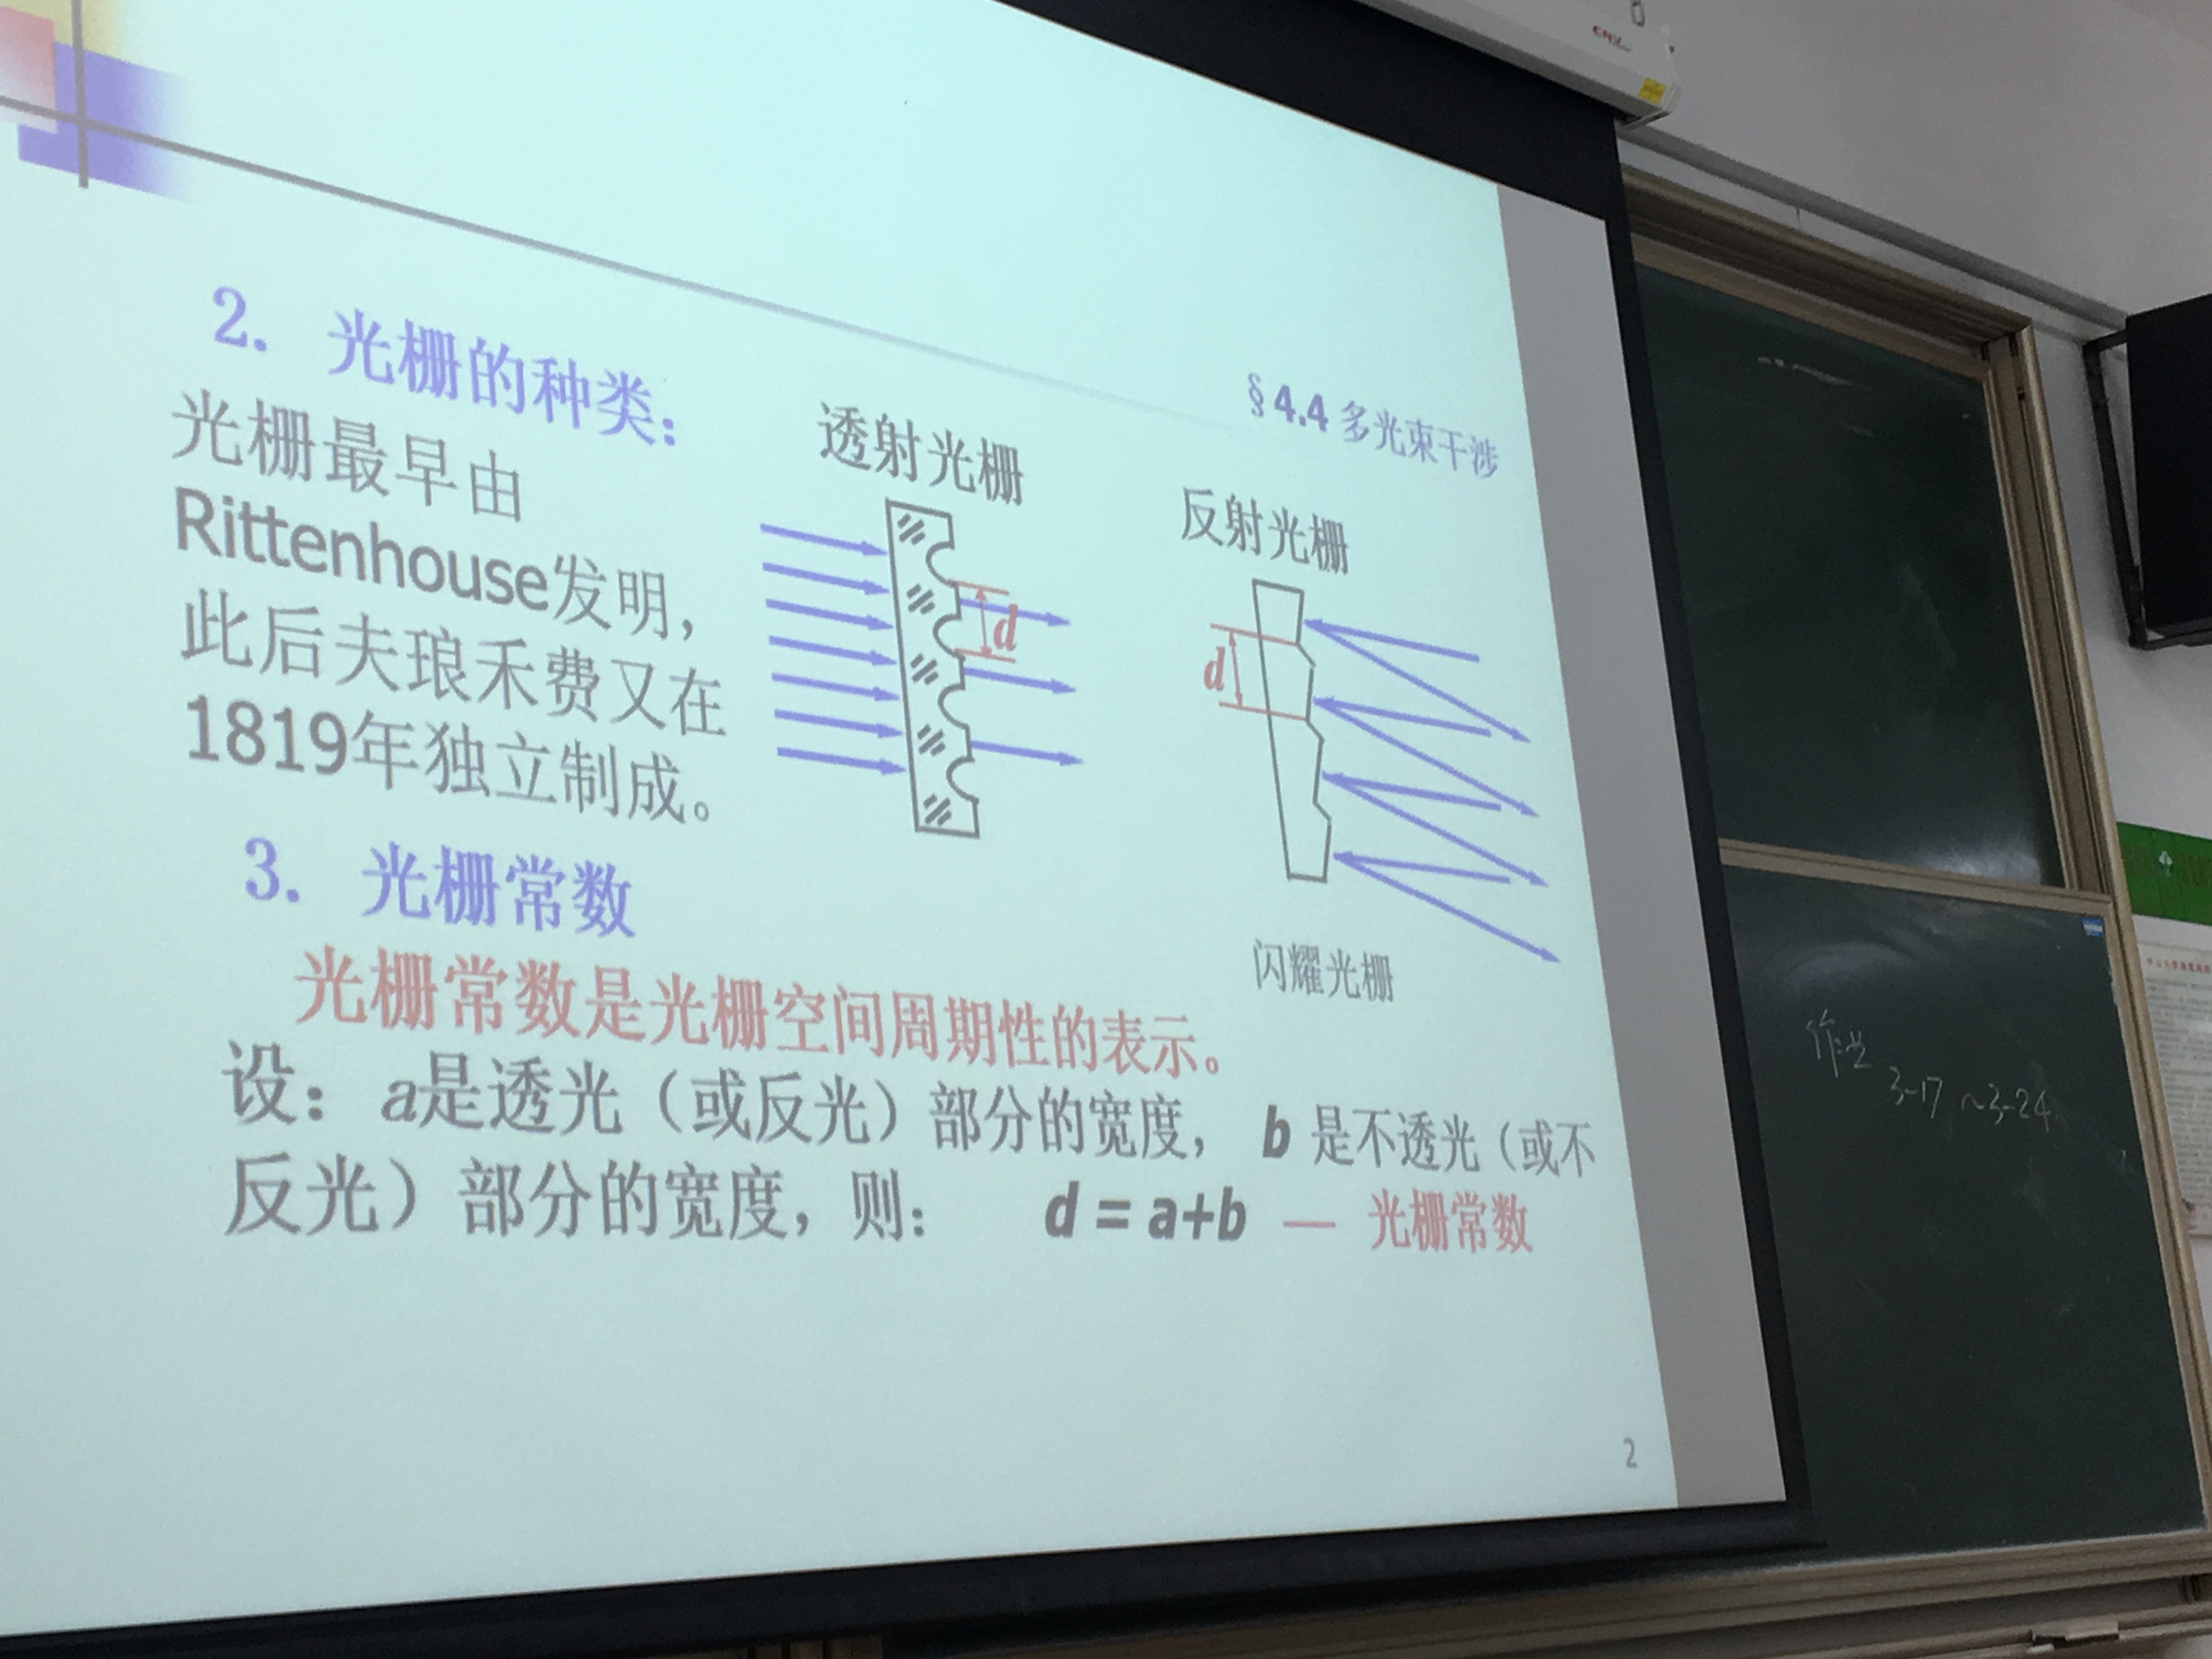 §4.4 多光束干涉
2. 光栅的种类:
光栅最早由
Rittenhouse发明，
此后夫琅禾费又在
1819年独立制成。
透射光栅
d
反射光栅
d
闪耀光栅
3. 光栅常数
光栅常数是光栅空间周期性的表示。
设：a是透光（或反光）部分的宽度， b 是不透光（或不
反光）部分的宽度，则： d = a+b — 光栅常数
2
作业
3-17 ~3-24